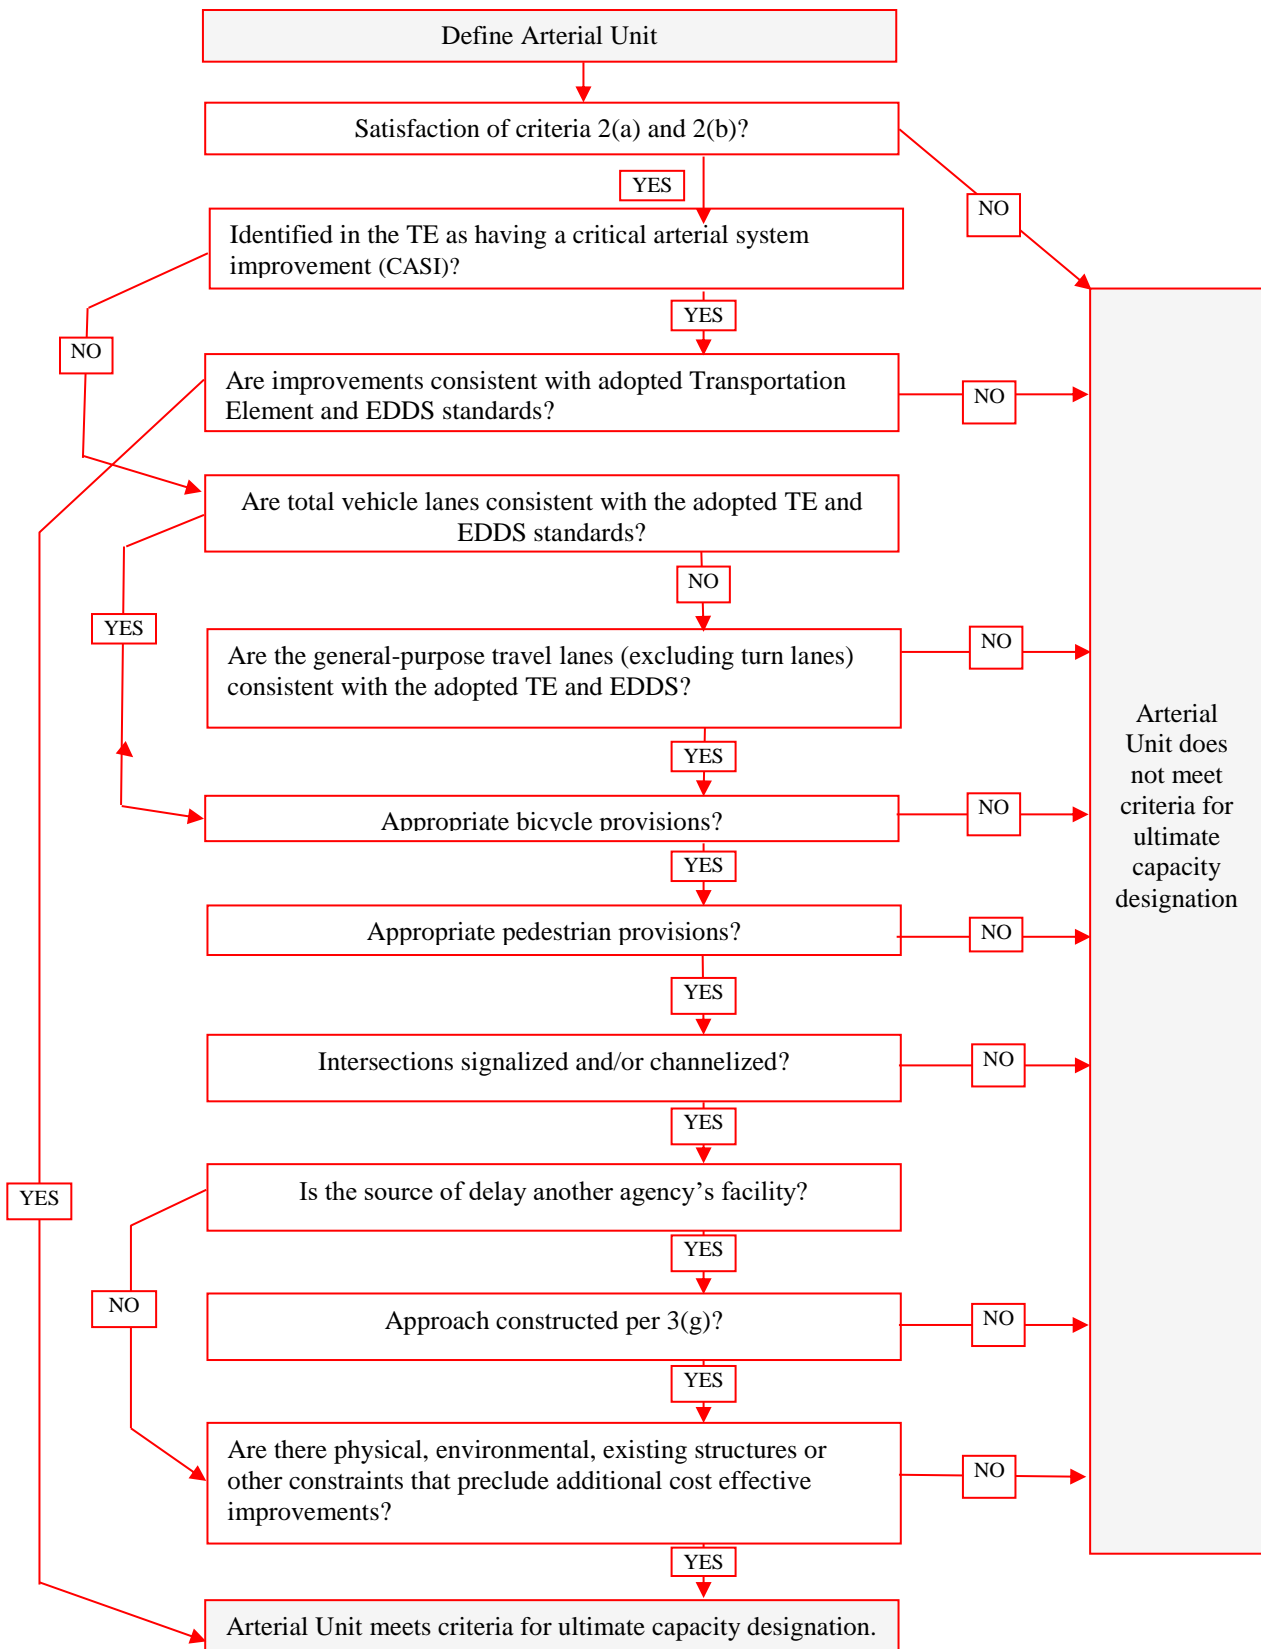 Define Arterial Unit
Satisfaction of criteria 2(a) and 2(b)?
YES
NO
Identified in the TE as having a critical arterial system
improvement (CASI)?
YES
NO
Are improvements consistent with adopted Transportation
Element and EDDS standards?
NO
Are total vehicle lanes consistent with the adopted TE and
EDDS standards?
NO
YES
Are the general-purpose travel lanes (excluding turn lanes)
consistent with the adopted TE and EDDS?
NO
YES
Appropriate bicycle provisions?
NO
YES
Appropriate pedestrian provisions?
NO
YES
Intersections signalized and/or channelized?
NO
YES
YES
Is the source of delay another agency's facility?
YES
NO
Approach constructed per 3(g)?
NO
YES
Are there physical, environmental, existing structures or
other constraints that preclude additional cost effective
improvements?
NO
YES
Arterial Unit meets criteria for ultimate capacity designation.
Arterial
Unit does
not meet
criteria for
ultimate
capacity
designation